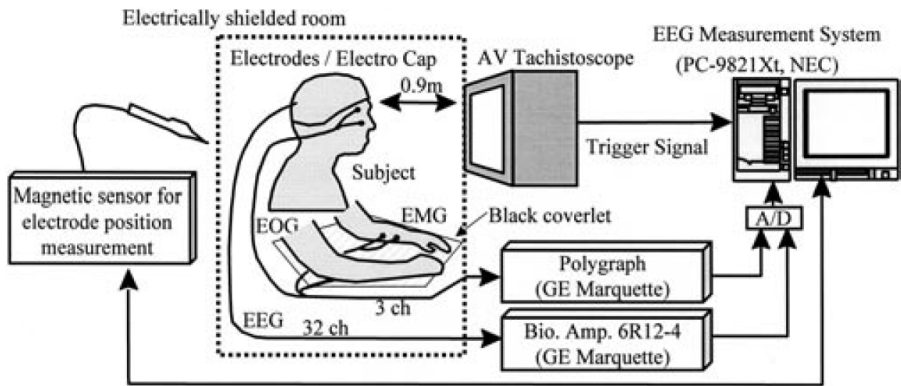 Electrically shielded room
Electrodes / Electro Cap
0.9m
AV Tachistoscope
EEG Measurement System
(PC-9821Xt, NEC)
Trigger Signal
Subject
Magnetic sensor for
electrode position
measurement
EOG
EMG
Black coverlet
A/D
Polygraph
(GE Marquette)
3 ch
EEG
32 ch
Bio. Amp. 6R12-4
(GE Marquette)